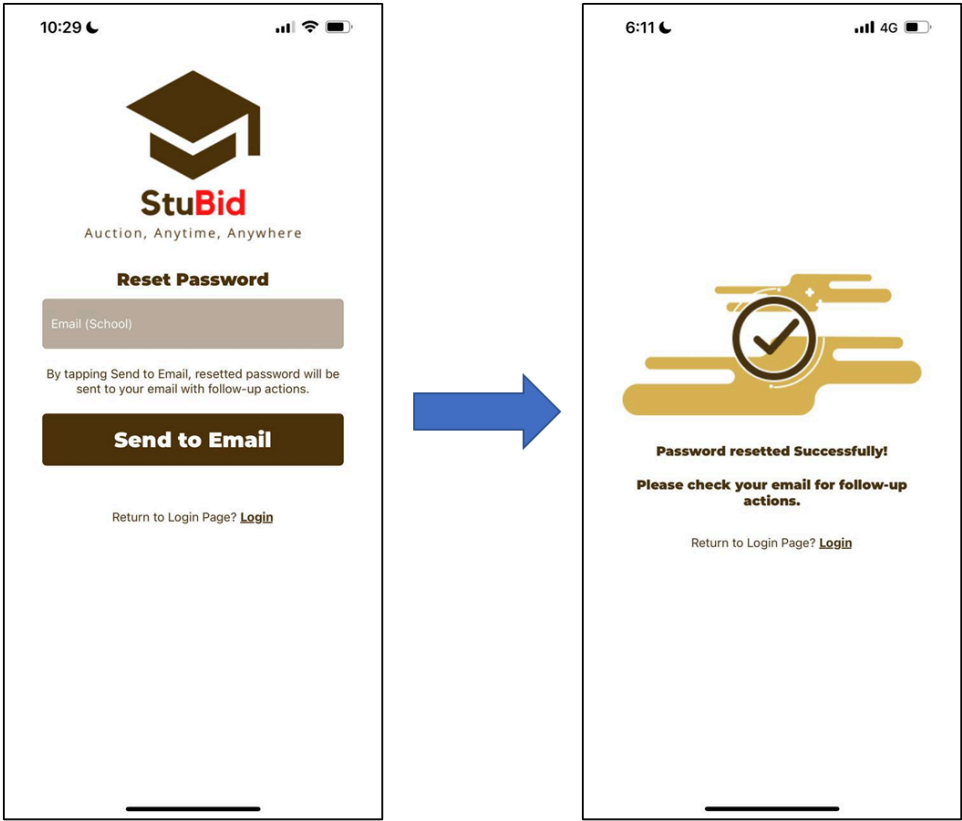 10:29
StuBid
Auction, Anytime, Anywhere
Reset Password
Email (School)
By tapping Send to Email, resetted password will be
sent to your email with follow-up actions.
Send to Email
Return to Login Page? Login
6:11
4G
Password resetted Successfully!
Please check your email for follow-up
actions.
Return to Login Page? Login